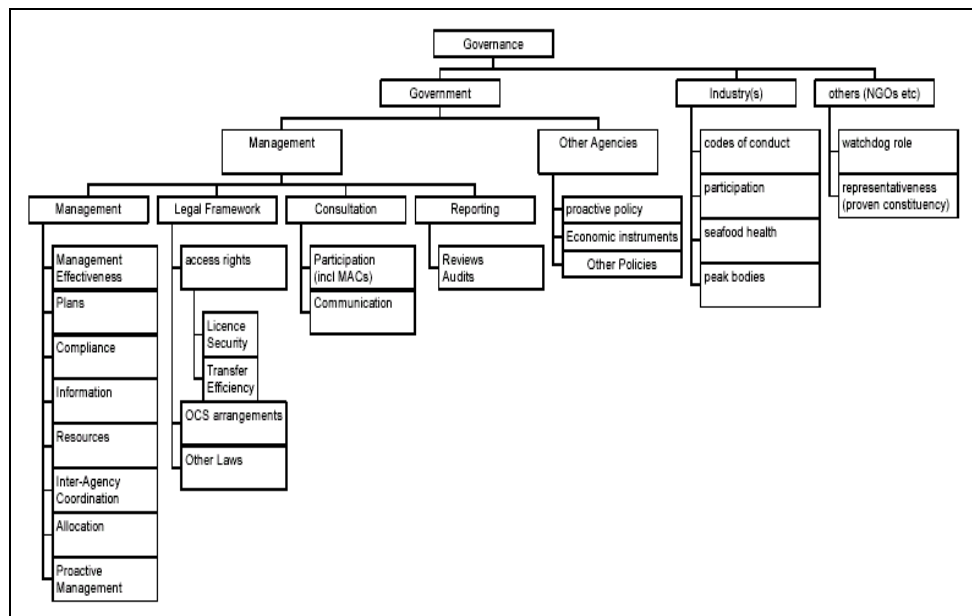 Governance
Government
Industry(s)
others (NGOs etc)
Management
Other Agencies
codes of conduct
participation
seafood health
peak bodies
watchdog role
representativeness
(proven constituency)
Management
Legal Framework
Consultation
Reporting
proactive policy
Economic instruments
Other Policies
Management
Effectiveness
Plans
Compliance
Information
Resources
Inter-Agency
Coordination
Allocation
Proactive
Management
access rights
Licence
Security
Transfer
Efficiency
OCS arrangements
Other Laws
Participation
(incl MACs)
Communication
Reviews
Audits